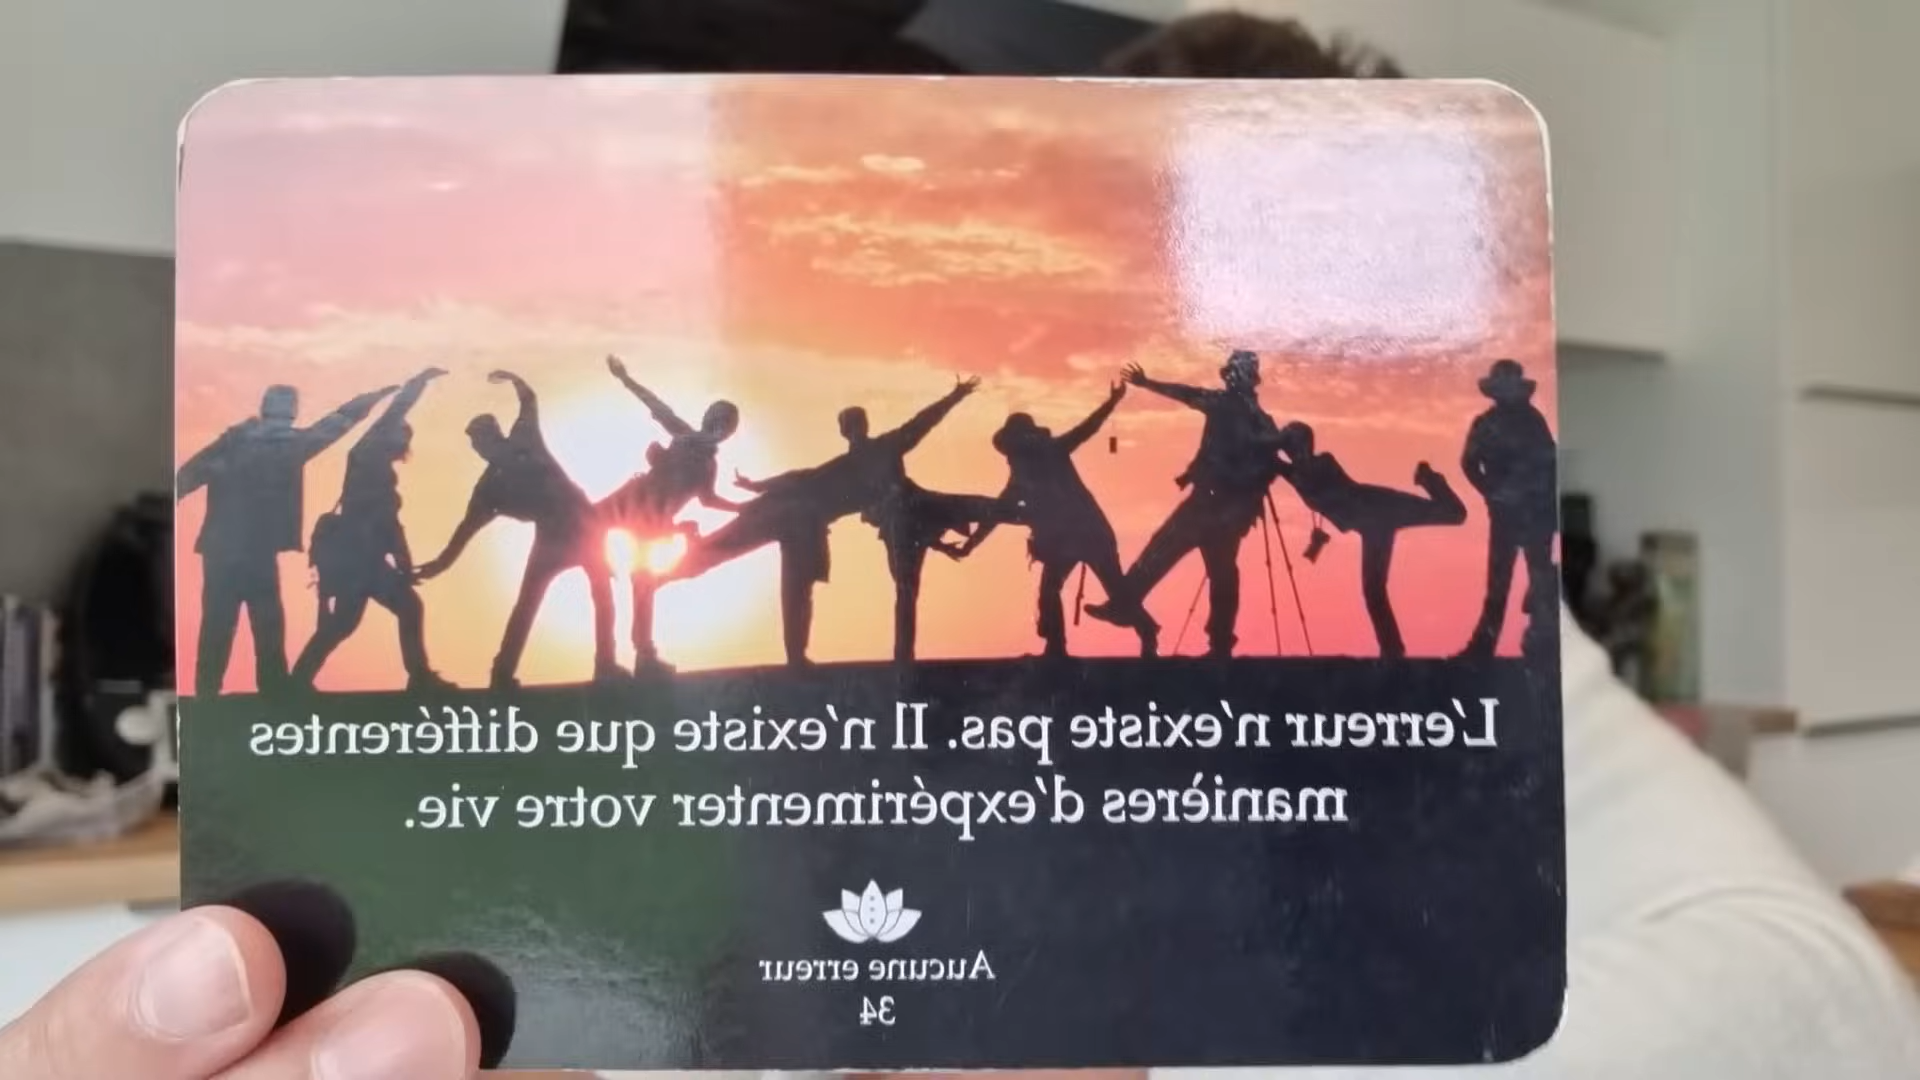 L'erreur n'existe pas. Il n'existe que différentes
manières d'expérimenter votre vie.
Aucune erreur
34